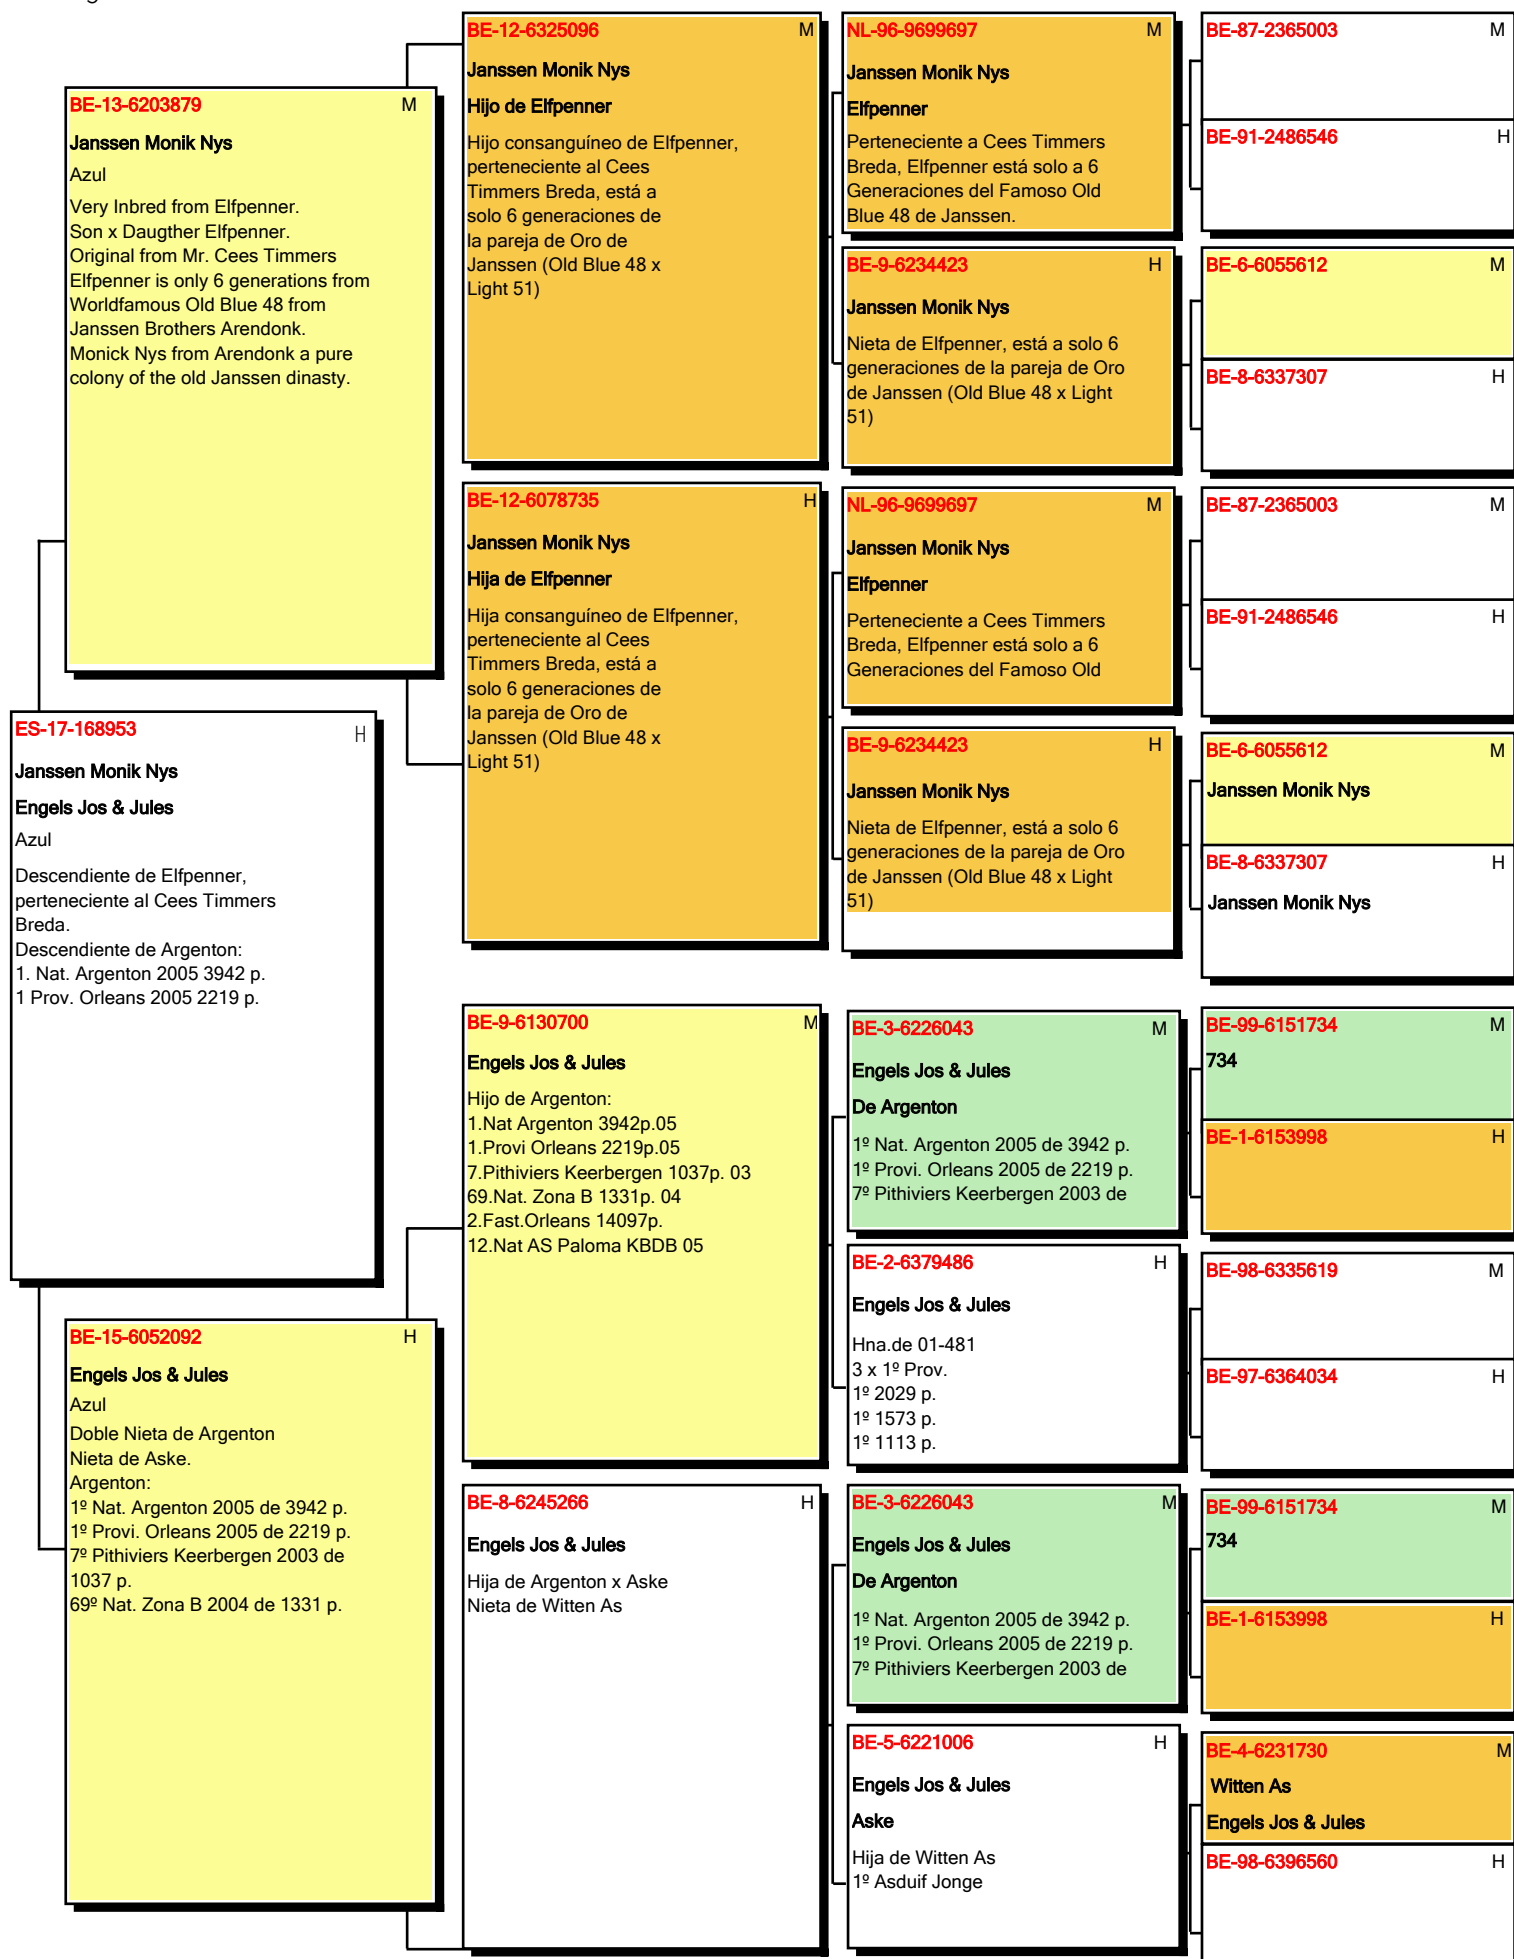 BE-13-6203879 M
Janssen Monik Nys
Azul
Very Inbred from Elfpenner.
Son x Daugther Elfpenner.
Original from Mr. Cees Timmers
Elfpenner is only 6 generations from
Worldfamous Old Blue 48 from
Janssen Brothers Arendonk.
Monick Nys from Arendonk a pure
colony of the old Janssen dinasty.
ES-17-168953 H
Janssen Monik Nys
Engels Jos & Jules
Azul
Descendiente de Elfpenner,
perteneciente al Cees Timmers
Breda.
Descendiente de Argenton:
1. Nat. Argenton 2005 3942 p.
1 Prov. Orleans 2005 2219 p.
BE-15-6052092 H
Engels Jos & Jules
Azul
Doble Nieta de Argenton
Nieta de Aske.
Argenton:
1º Nat. Argenton 2005 de 3942 p.
1º Provi. Orleans 2005 de 2219 p.
7º Pithiviers Keerbergen 2003 de
1037 p.
69º Nat. Zona B 2004 de 1331 p.
BE-12-6325096 M
Janssen Monik Nys
Hijo de Elfpenner
Hijo consanguíneo de Elfpenner,
perteneciente al Cees
Timmers Breda, está a
solo 6 generaciones de
la pareja de Oro de
Janssen (Old Blue 48 x
Light 51)
BE-12-6078735 H
Janssen Monik Nys
Hija de Elfpenner
Hija consanguíneo de Elfpenner,
perteneciente al Cees
Timmers Breda, está a
solo 6 generaciones de
la pareja de Oro de
Janssen (Old Blue 48 x
Light 51)
BE-9-6130700 M
Engels Jos & Jules
Hijo de Argenton:
1.Nat Argenton 3942p.05
1.Provi Orleans 2219p.05
7.Pithiviers Keerbergen 1037p. 03
69.Nat. Zona B 1331p. 04
2.Fast.Orleans 14097p.
12.Nat AS Paloma KBDB 05
BE-8-6245266 H
Engels Jos & Jules
Hija de Argenton x Aske
Nieta de Witten As
NL-96-9699697 M
Janssen Monik Nys
Elfpenner
Perteneciente a Cees Timmers
Breda, Elfpenner está solo a 6
Generaciones del Famoso Old
Blue 48 de Janssen.
BE-9-6234423 H
Janssen Monik Nys
Nieta de Elfpenner, está a solo 6
generaciones de la pareja de Oro
de Janssen (Old Blue 48 x Light
51)
NL-96-9699697 M
Janssen Monik Nys
Elfpenner
Perteneciente a Cees Timmers
Breda, Elfpenner está solo a 6
Generaciones del Famoso Old
BE-9-6234423 H
Janssen Monik Nys
Nieta de Elfpenner, está a solo 6
generaciones de la pareja de Oro
de Janssen (Old Blue 48 x Light
51)
BE-3-6226043 M
Engels Jos & Jules
De Argenton
1º Nat. Argenton 2005 de 3942 p.
1º Provi. Orleans 2005 de 2219 p.
7º Pithiviers Keerbergen 2003 de
BE-2-6379486 H
Engels Jos & Jules
Hna.de 01-481
3 x 1º Prov.
1º 2029 p.
1º 1573 p.
1º 1113 p.
BE-3-6226043 M
Engels Jos & Jules
De Argenton
1º Nat. Argenton 2005 de 3942 p.
1º Provi. Orleans 2005 de 2219 p.
7º Pithiviers Keerbergen 2003 de
BE-5-6221006 H
Engels Jos & Jules
Aske
Hija de Witten As
1º Asduif Jonge
BE-87-2365003 M
BE-91-2486546 H
BE-6-6055612 M
BE-8-6337307 H
BE-87-2365003 M
BE-91-2486546 H
BE-6-6055612 M
Janssen Monik Nys
BE-8-6337307 H
Janssen Monik Nys
BE-99-6151734 M
734
BE-1-6153998 H
BE-98-6335619 M
BE-97-6364034 H
BE-99-6151734 M
734
BE-1-6153998 H
BE-4-6231730 M
Witten As
Engels Jos & Jules
BE-98-6396560 H